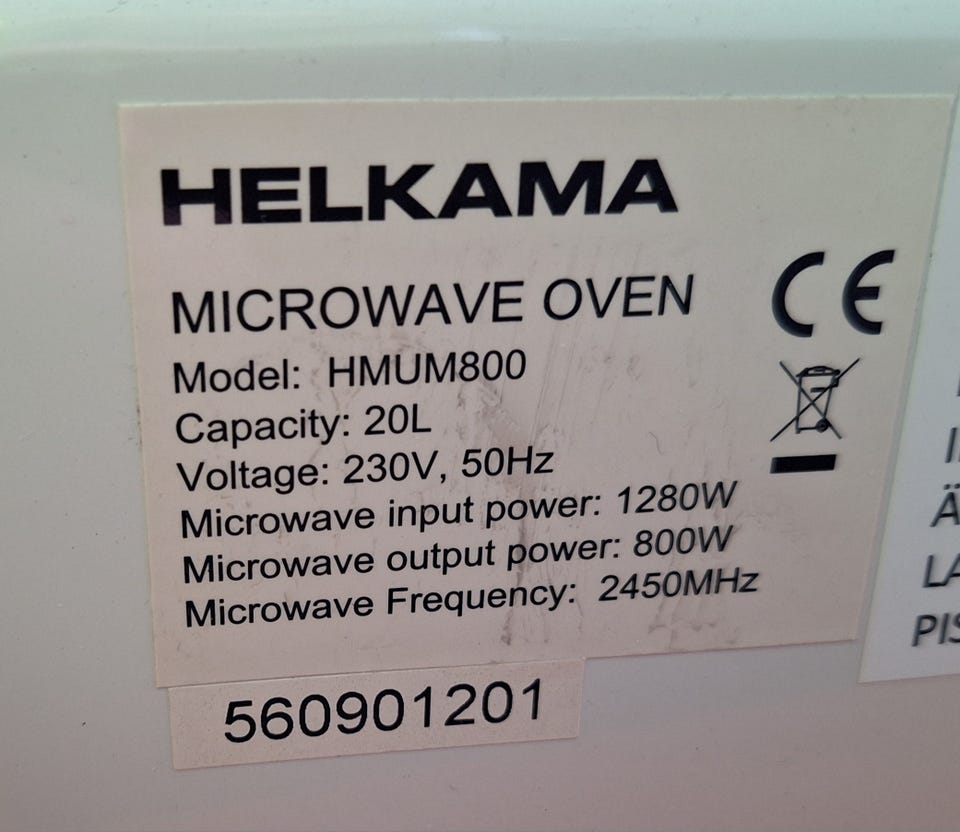 HELKAMA
MICROWAVE OVEN
CE
Model: HMUM800
Capacity: 20L
Voltage: 230V, 50Hz
Microwave input power: 1280W
Microwave output power: 800W
Microwave Frequency: 2450MHz
560901201